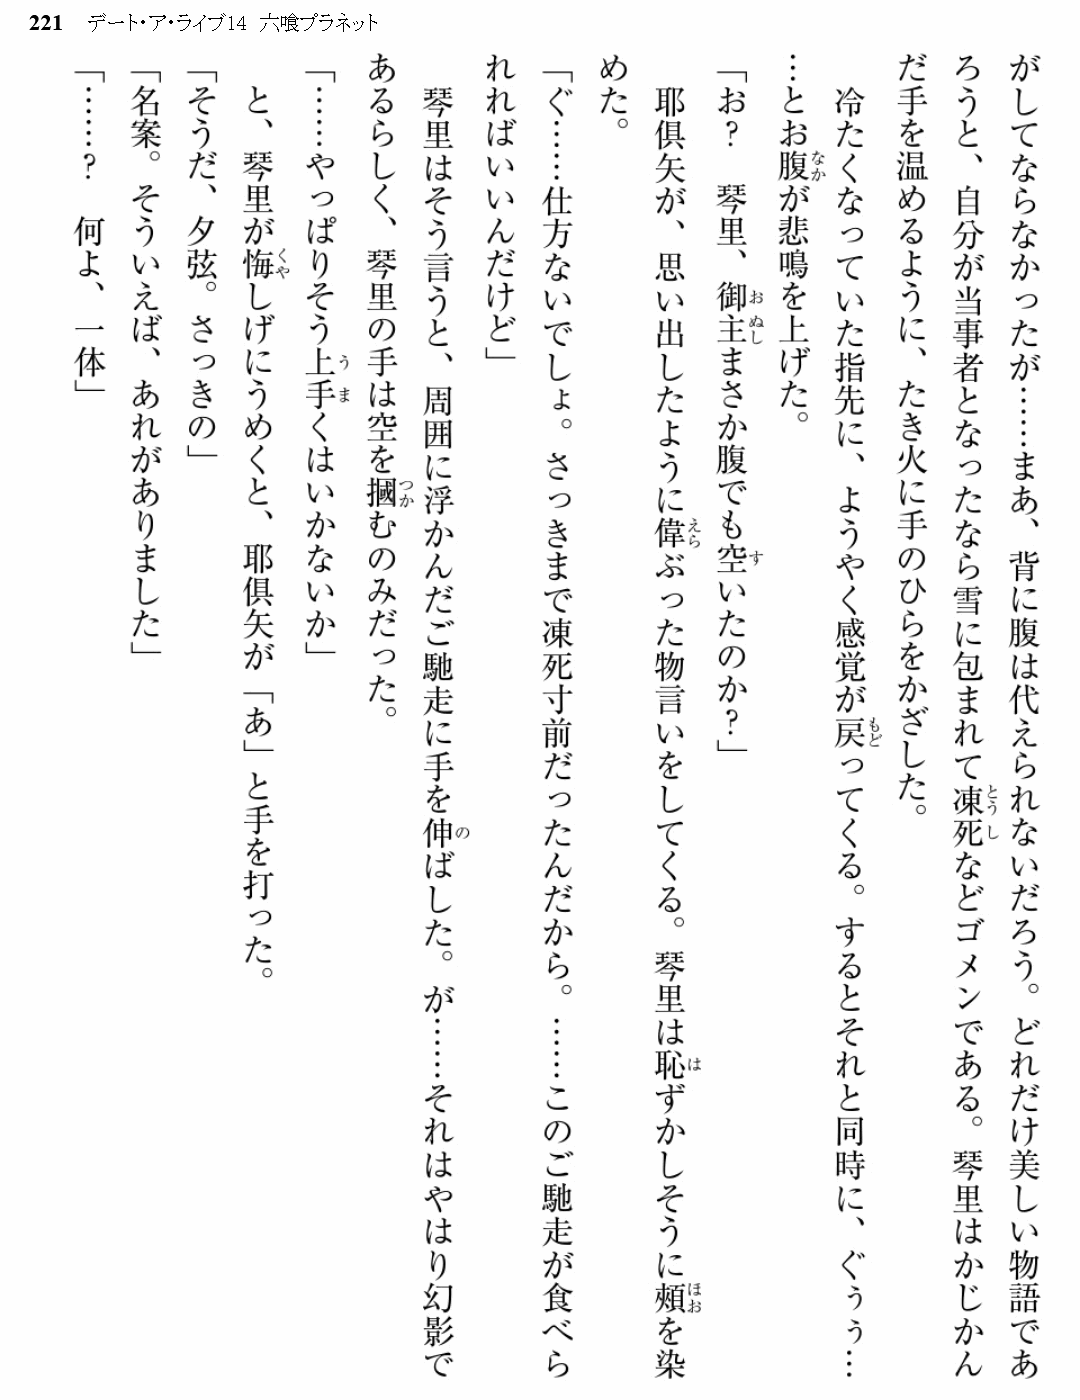 221 デート・ア・ライブ14 六喰プラネット
がしてならなかったが……まあ、背に腹は代えられないだろう。どれだけ美しい物語であ
ろうと、自分が当事者となったなら雪に包まれて凍死などゴメンである。琴里はかじかん
だ手を温めるように、たき火に手のひらをかざした。
冷たくなっていた指先に、ようやく感覚が戻ってくる。するとそれと同時に、ぐぅぅ…
…とお腹が悲鳴を上げた。
「お? 琴里、御主まさか腹でも空いたのか?」
耶倶矢が、思い出したように偉ぶった物言いをしてくる。琴里は恥ずかしそうに頰を染
めた。
「ぐ……仕方ないでしょ。さっきまで凍死寸前だったんだから。……このご馳走が食べら
れればいいんだけど」
琴里はそう言うと、周囲に浮かんだご馳走に手を伸ばした。が……それはやはり幻影で
あるらしく、琴里の手は空を摑むのみだった。
「……やっぱりそう上手くはいかないか」
と、琴里が悔しげにうめくと、耶倶矢が「あ」と手を打った。
「そうだ、夕弦。さっきの」
「名案。そういえば、あれがありました」
「……? 何よ、一体」